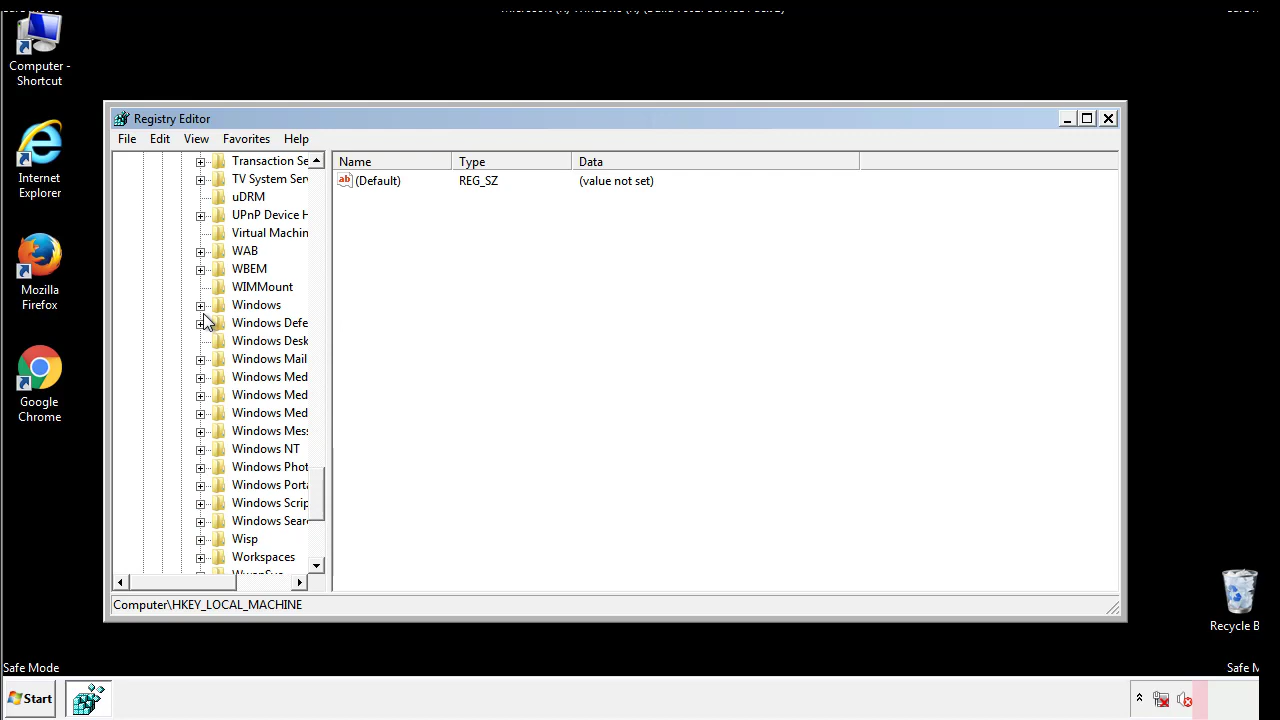 Computer -
Shortcut
Internet
Explorer
Mozilla
Firefox
Google
Chrome
Registry Editor
File Edit View Favorites Help
Transaction Se
TV System Serv
uDRM
UPnP Device H
Virtual Machin
WAB
WBEM
WIMMount
Windows
Windows Defe
Windows Desk
Windows Mail
Windows Med
Windows Med
Windows Med
Windows Mess
Windows NT
Windows Phot
Windows Porta
Windows Scrip
Windows Sear
Wisp
Workspaces
Name Type Data
(Default) REG_SZ (value not set)
Computer\HKEY_LOCAL_MACHINE
Recycle B
Safe Mode
Safe M
Start